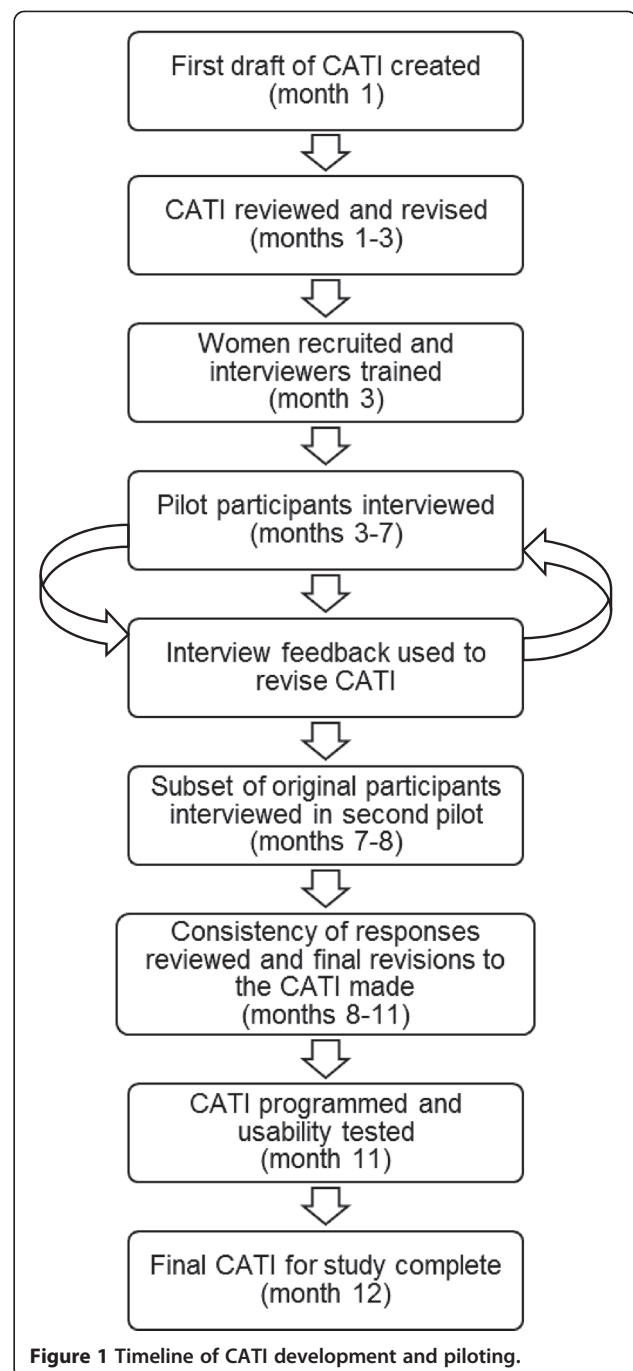 First draft of CATI created
(month 1)
CATI reviewed and revised
(months 1-3)
Women recruited and
interviewers trained
(month 3)
Pilot participants interviewed
(months 3-7)
Interview feedback used to
revise CATI
Subset of original participants
interviewed in second pilot
(months 7-8)
Consistency of responses
reviewed and final revisions to
the CATI made
(months 8-11)
CATI programmed and
usability tested
(month 11)
Final CATI for study complete
(month 12)
Figure 1 Timeline of CATI development and piloting.